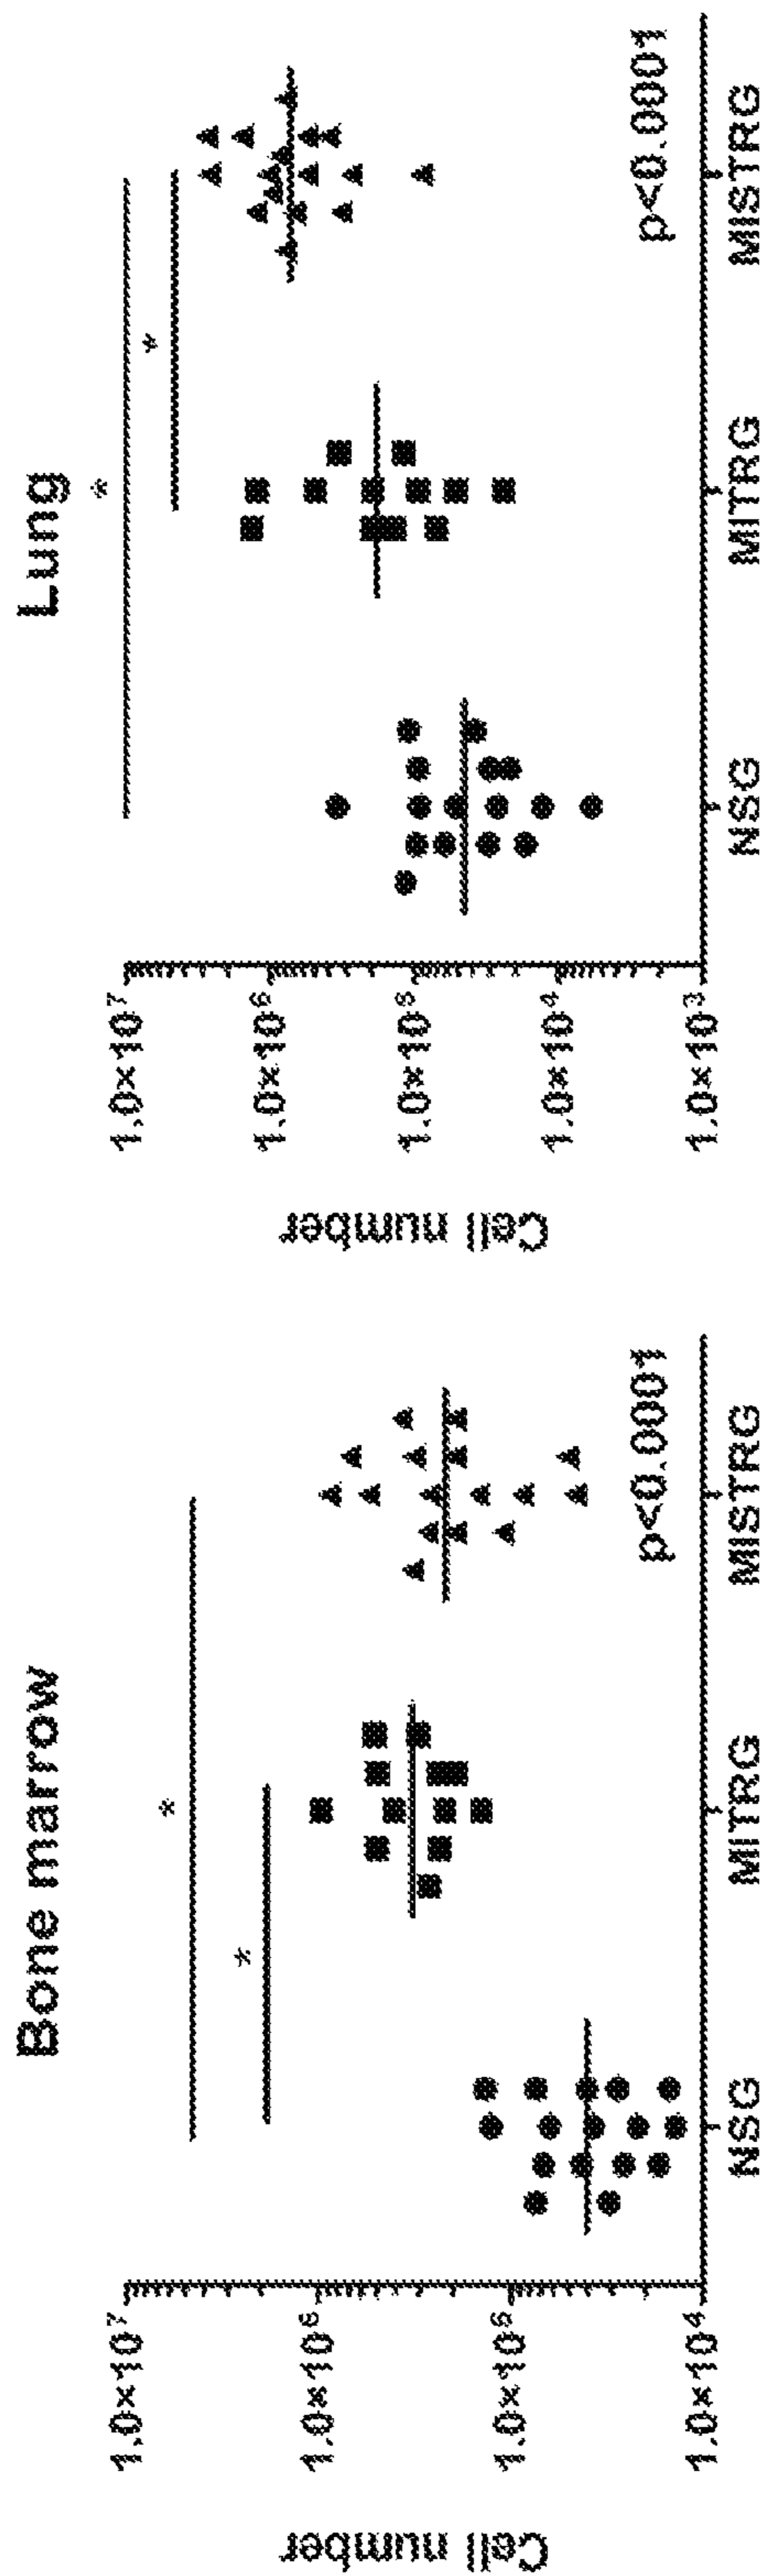 Bone marrow
Cell number
1.0×10⁷
1.0×10⁶
1.0×10⁵
1.0×10⁴
*
*
p<0.0001
NSG
MITRG
MISTRG
Lung
Cell number
1.0×10⁷
1.0×10⁶
1.0×10⁵
1.0×10⁴
1.0×10³
*
*
p<0.0001
NSG
MITRG
MISTRG